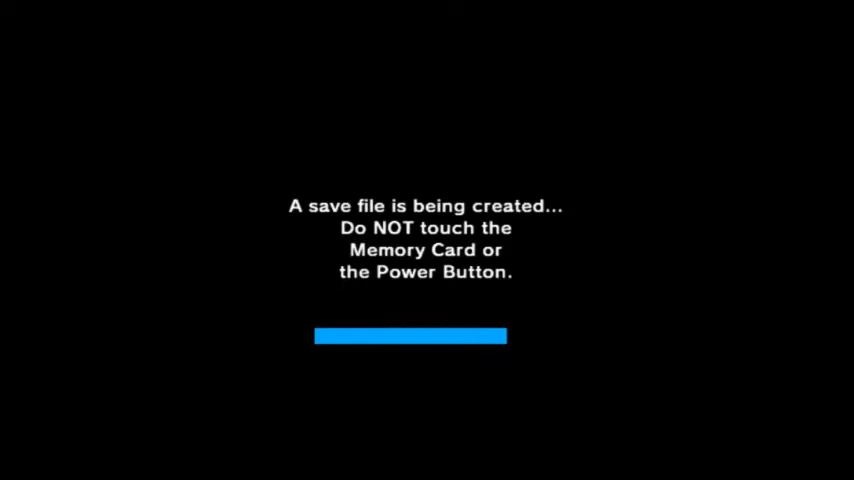 A save file is being created...
Do NOT touch the
Memory Card or
the Power Button.